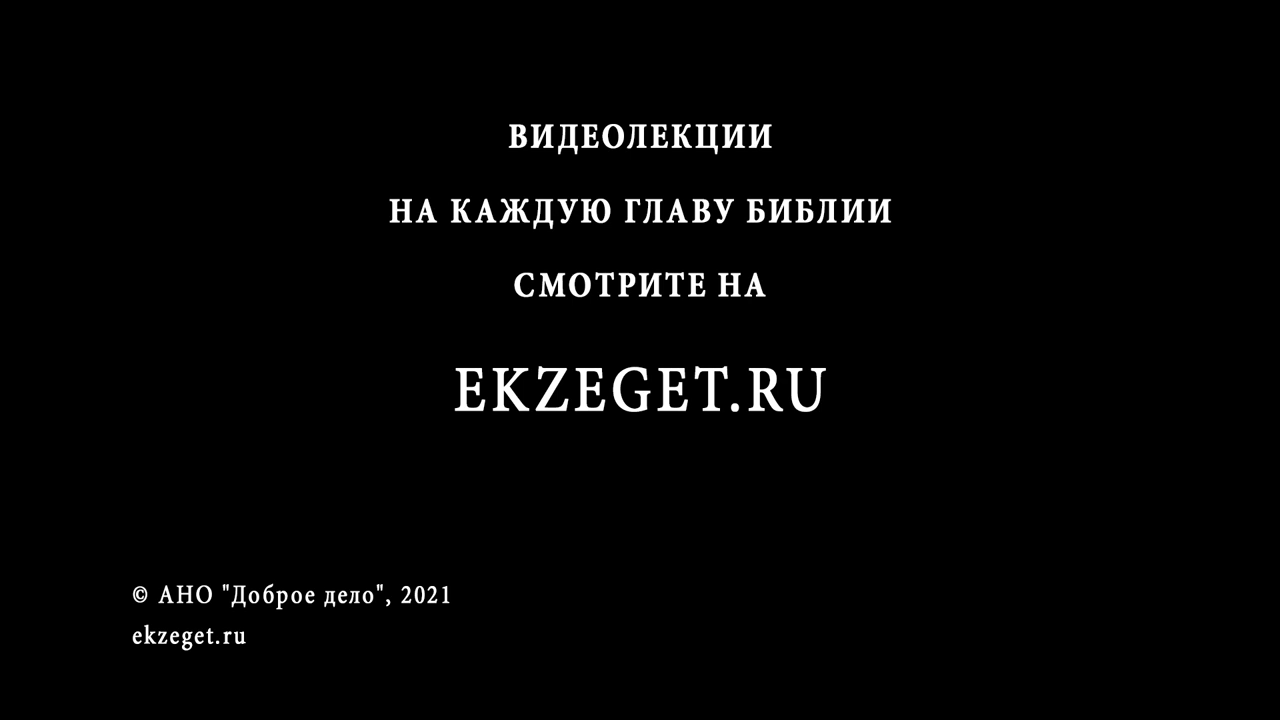 ВИДЕОЛЕКЦИИ
НА КАЖДУЮ ГЛАВУ БИБЛИИ
СМОТРИТЕ НА
EKZEGET.RU
© АНО "Доброе дело", 2021
ekzeget.ru